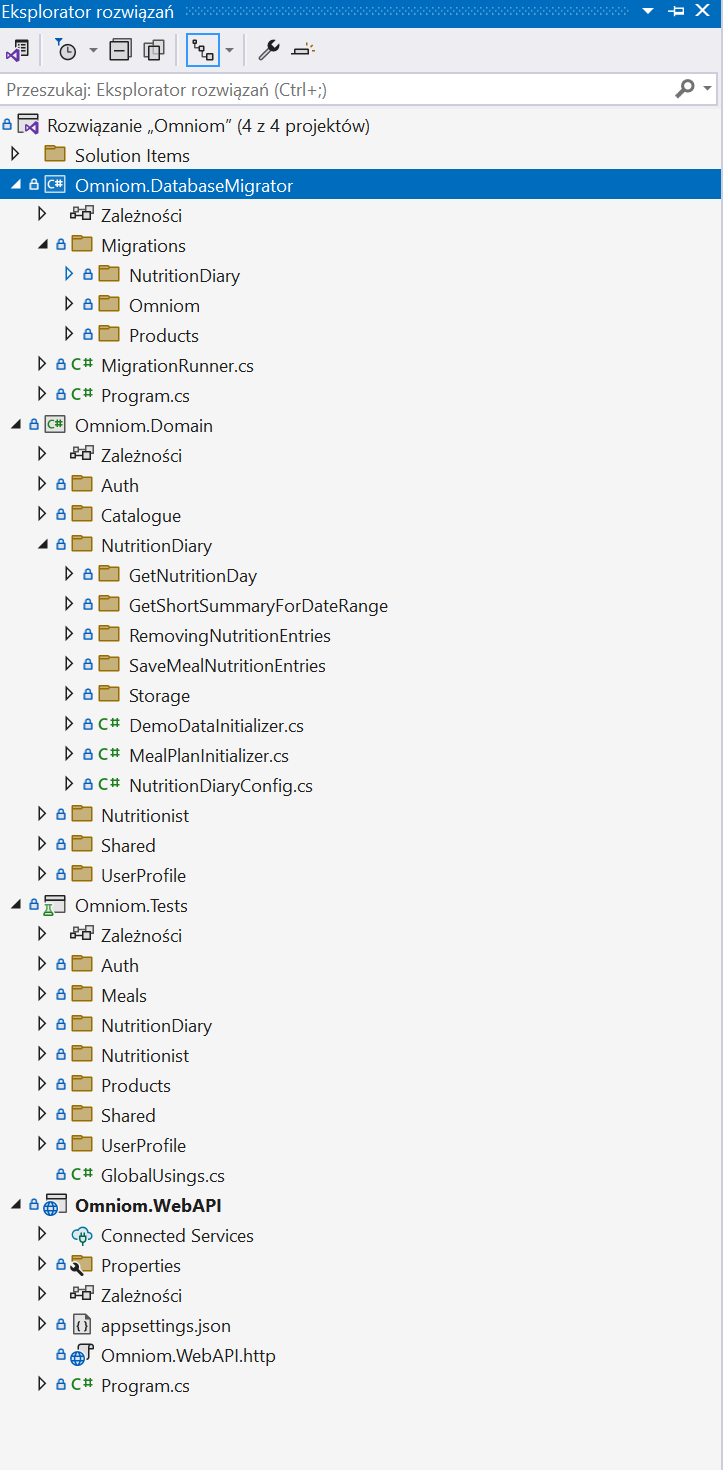 Eksplorator rozwiązań
Przeszukaj: Eksplorator rozwiązań (Ctrl+;)
Rozwiązanie „Omniom” (4 z 4 projektów)
Solution Items
C# Omniom.DatabaseMigrator
Zależności
Migrations
NutritionDiary
Omniom
Products
C# MigrationRunner.cs
C# Program.cs
C# Omniom.Domain
Zależności
Auth
Catalogue
NutritionDiary
GetNutritionDay
GetShortSummaryForDateRange
RemovingNutritionEntries
SaveMealNutritionEntries
Storage
C# DemoDataInitializer.cs
C# MealPlanInitializer.cs
C# NutritionDiaryConfig.cs
Nutritionist
Shared
UserProfile
Omniom.Tests
Zależności
Auth
Meals
NutritionDiary
Nutritionist
Products
Shared
UserProfile
C# GlobalUsings.cs
Omniom.WebAPI
Connected Services
Properties
Zależności
appsettings.json
Omniom.WebAPI.http
C# Program.cs